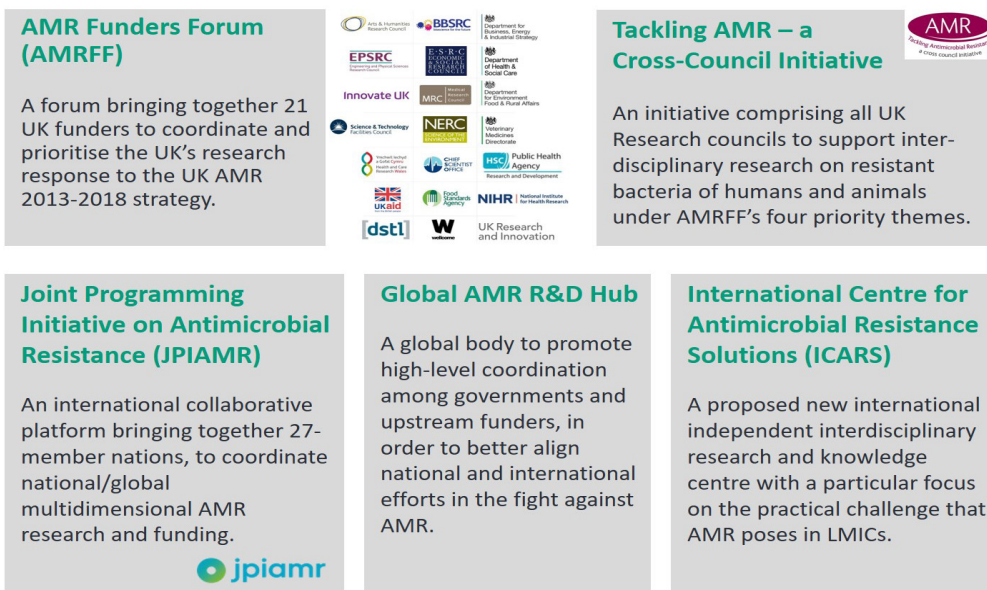 AMR Funders Forum
(AMRFF)
A forum bringing together 21
UK funders to coordinate and
prioritise the UK's research
response to the UK AMR
2013-2018 strategy.
Arts & Humanities
Research Council
BBSRC
Department for
Business, Energy
& Industrial Strategy
EPSRC
Engineering and Physical Sciences
Research Council
E·S·R·C
ECONOMIC
& SOCIAL
RESEARCH
COUNCIL
Department
of Health &
Social Care
Innovate UK
MRC
Medical
Research
Council
Department
for Environment
Food & Rural Affairs
Science & Technology
Facilities Council
NERC
SCIENCE OF THE
ENVIRONMENT
Veterinary
Medicines
Directorate
Ymchwil Iechyd
a Gofal Cymru
Health and Care
Research Wales
CHIEF
SCIENTIST
OFFICE
HSC Public Health
Agency
Research and Development
UKaid
Food
Standards
Agency
NIHR National Institute
for Health Research
[dstl]
W
wellcome
UK Research
and Innovation
Tackling AMR – a
Cross-Council Initiative
AMR
Tackling Antimicrobial
a cross council initiative
An initiative comprising all UK
Research councils to support inter-
disciplinary research on resistant
bacteria of humans and animals
under AMRFF's four priority themes.
Joint Programming
Initiative on Antimicrobial
Resistance (JPIAMR)
An international collaborative
platform bringing together 27-
member nations, to coordinate
national/global
multidimensional AMR
research and funding.
jpiamr
Global AMR R&D Hub
A global body to promote
high-level coordination
among governments and
upstream funders, in
order to better align
national and international
efforts in the fight against
AMR.
International Centre for
Antimicrobial Resistance
Solutions (ICARS)
A proposed new international
independent interdisciplinary
research and knowledge
centre with a particular focus
on the practical challenge that
AMR poses in LMICs.